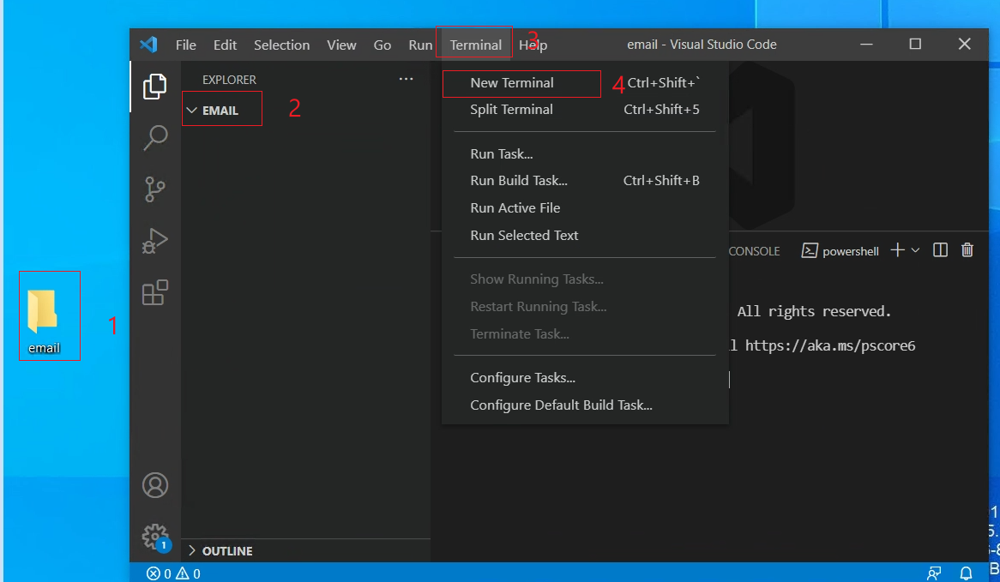 File Edit Selection View Go Run Terminal Help email - Visual Studio Code
3
EXPLORER ...
EMAIL
2
New Terminal Ctrl+Shift+`
4
Split Terminal Ctrl+Shift+5
Run Task...
Run Build Task... Ctrl+Shift+B
Run Active File
Run Selected Text
Show Running Tasks...
Restart Running Task...
Terminate Task...
Configure Tasks...
Configure Default Build Task...
CONSOLE powershell
All rights reserved.
https://aka.ms/pscore6
email
1
1
OUTLINE
0 0